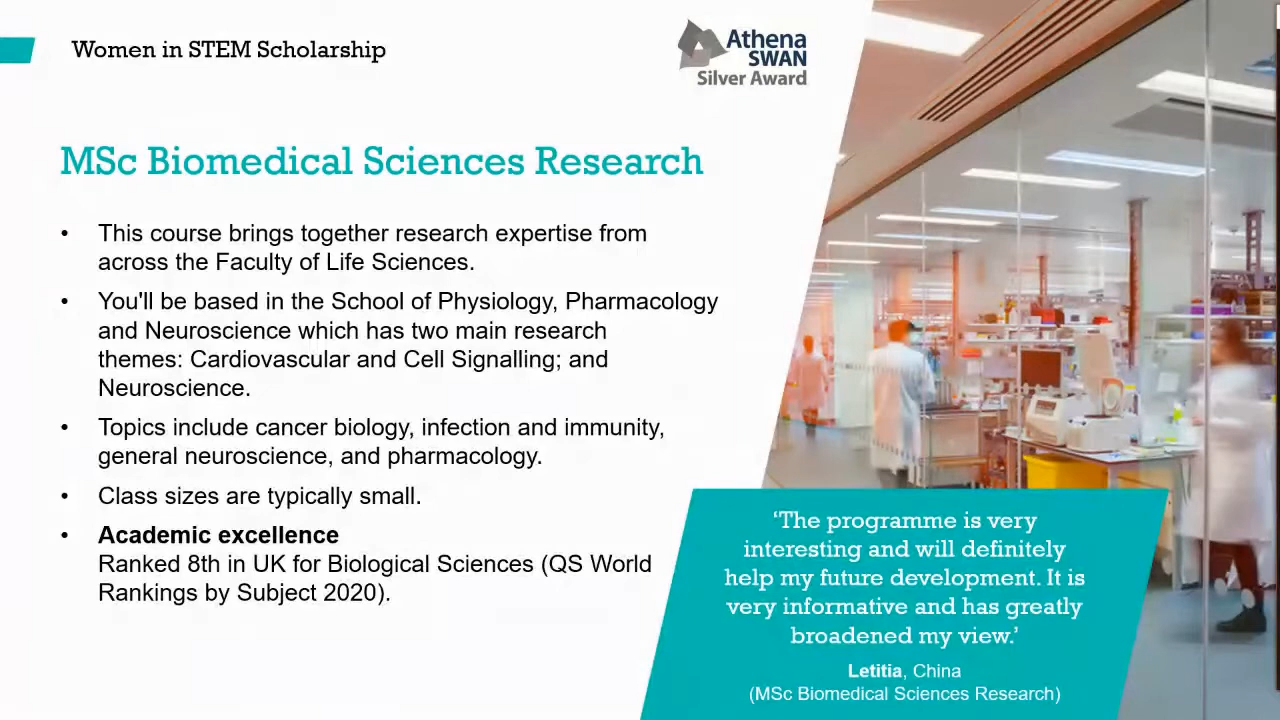 Women in STEM Scholarship
Athena
SWAN
Silver Award
MSc Biomedical Sciences Research
• This course brings together research expertise from
across the Faculty of Life Sciences.
• You'll be based in the School of Physiology, Pharmacology
and Neuroscience which has two main research
themes: Cardiovascular and Cell Signalling; and
Neuroscience.
• Topics include cancer biology, infection and immunity,
general neuroscience, and pharmacology.
• Class sizes are typically small.
• Academic excellence
Ranked 8th in UK for Biological Sciences (QS World
Rankings by Subject 2020).
‘The programme is very
interesting and will definitely
help my future development. It is
very informative and has greatly
broadened my view.’
Letitia, China
(MSc Biomedical Sciences Research)